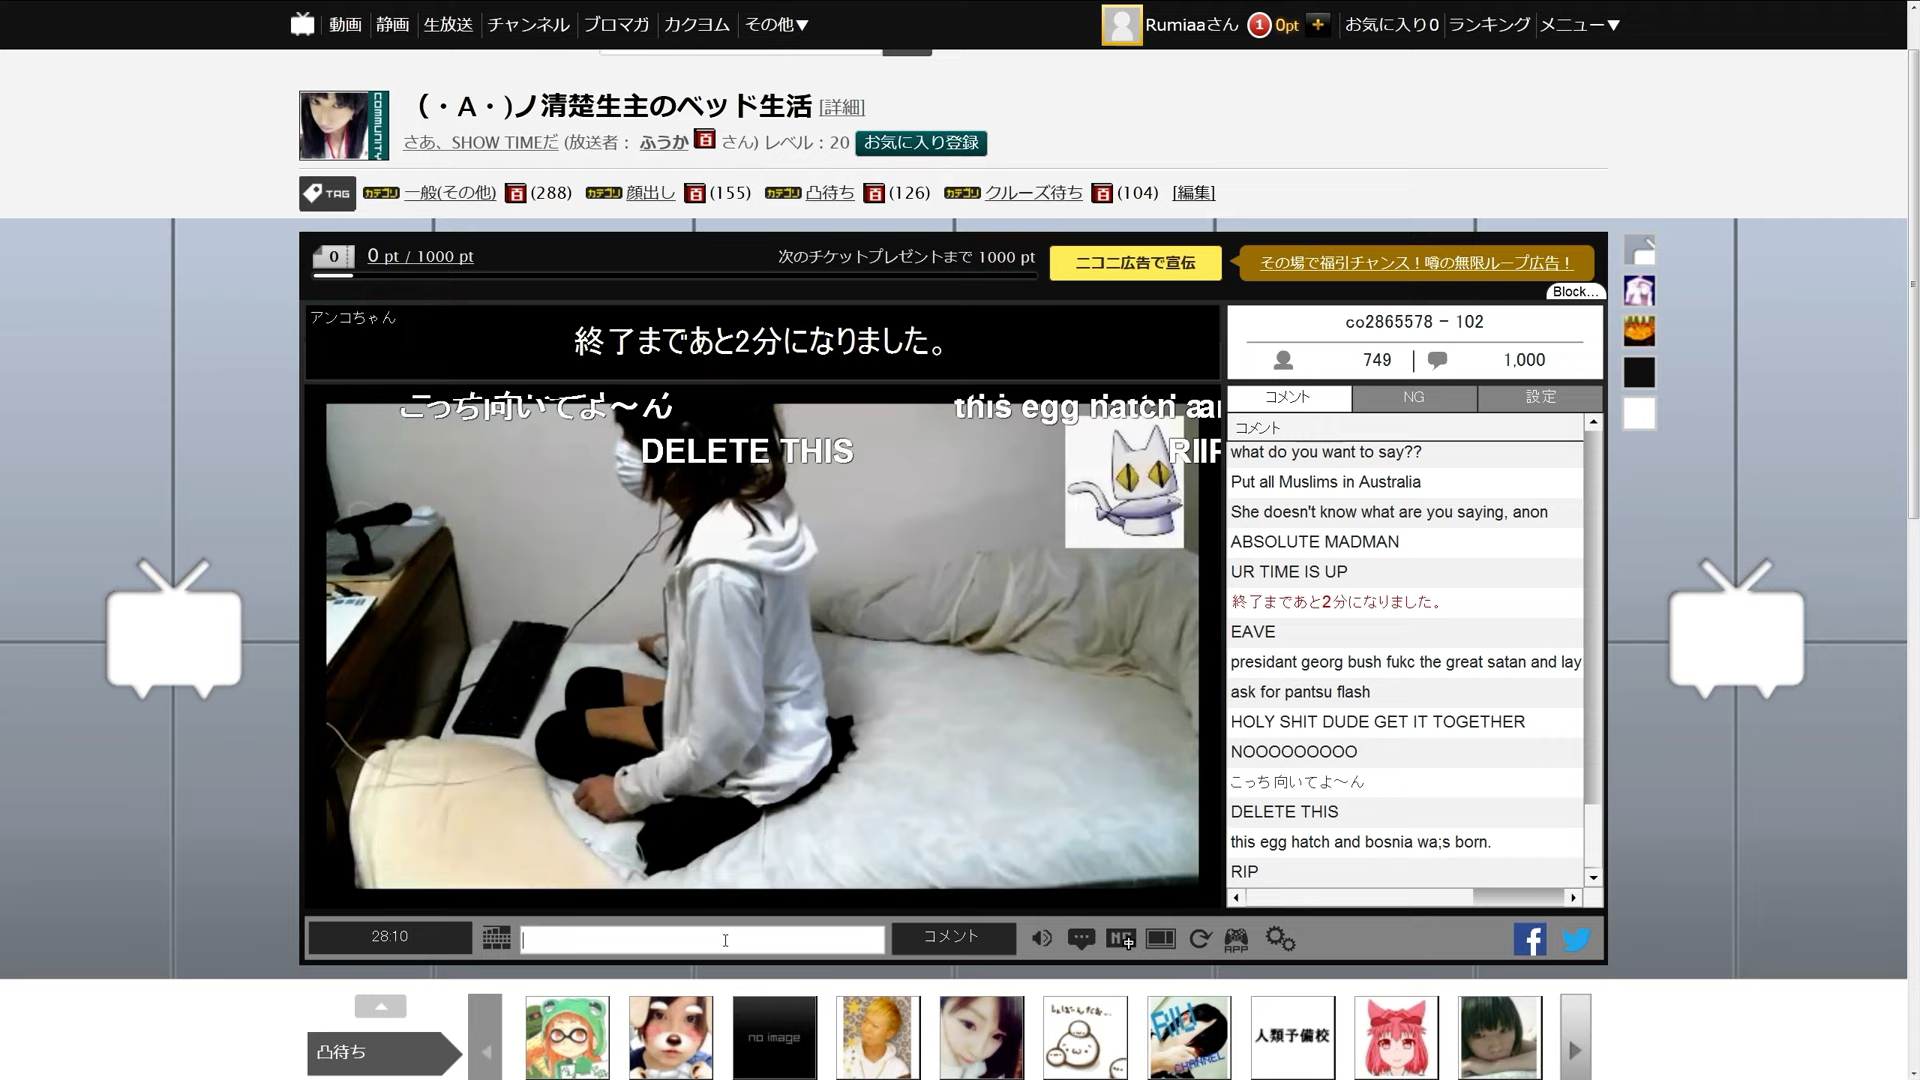 動画 静画 生放送 チャンネル ブロマガ カクヨム その他▼ Rumiaaさん 1 0pt + お気に入り0 ランキング メニュー▼
(・A・)ノ清楚生主のベッド生活 [詳細]
COMMUNITY
さあ、SHOW TIMEだ (放送者: ふうか 百 さん) レベル:20 お気に入り登録
TAG カテゴリ 一般(その他) 百 (288) カテゴリ 顔出し 百 (155) カテゴリ 凸待ち 百 (126) カテゴリ クルーズ待ち 百 (104) [編集]
0 0 pt / 1000 pt 次のチケットプレゼントまで 1000 pt ニコニ広告で宣伝 その場で福引チャンス！噂の無限ループ広告！
Block...
アンコちゃん
終了まであと2分になりました。
co2865578 - 102
749 1,000
コメント NG 設定
こっち向いてよ～ん
this egg hatch
DELETE THIS
RIP
コメント
what do you want to say??
Put all Muslims in Australia
She doesn't know what are you saying, anon
ABSOLUTE MADMAN
UR TIME IS UP
終了まであと2分になりました。
EAVE
presidant georg bush fukc the great satan and lay
ask for pantsu flash
HOLY SHIT DUDE GET IT TOGETHER
NOOOOOOOOO
こっち向いてよ～ん
DELETE THIS
this egg hatch and bosnia wa;s born.
RIP
28:10 コメント NG APP
凸待ち
no image
CHANNEL
人類予備校